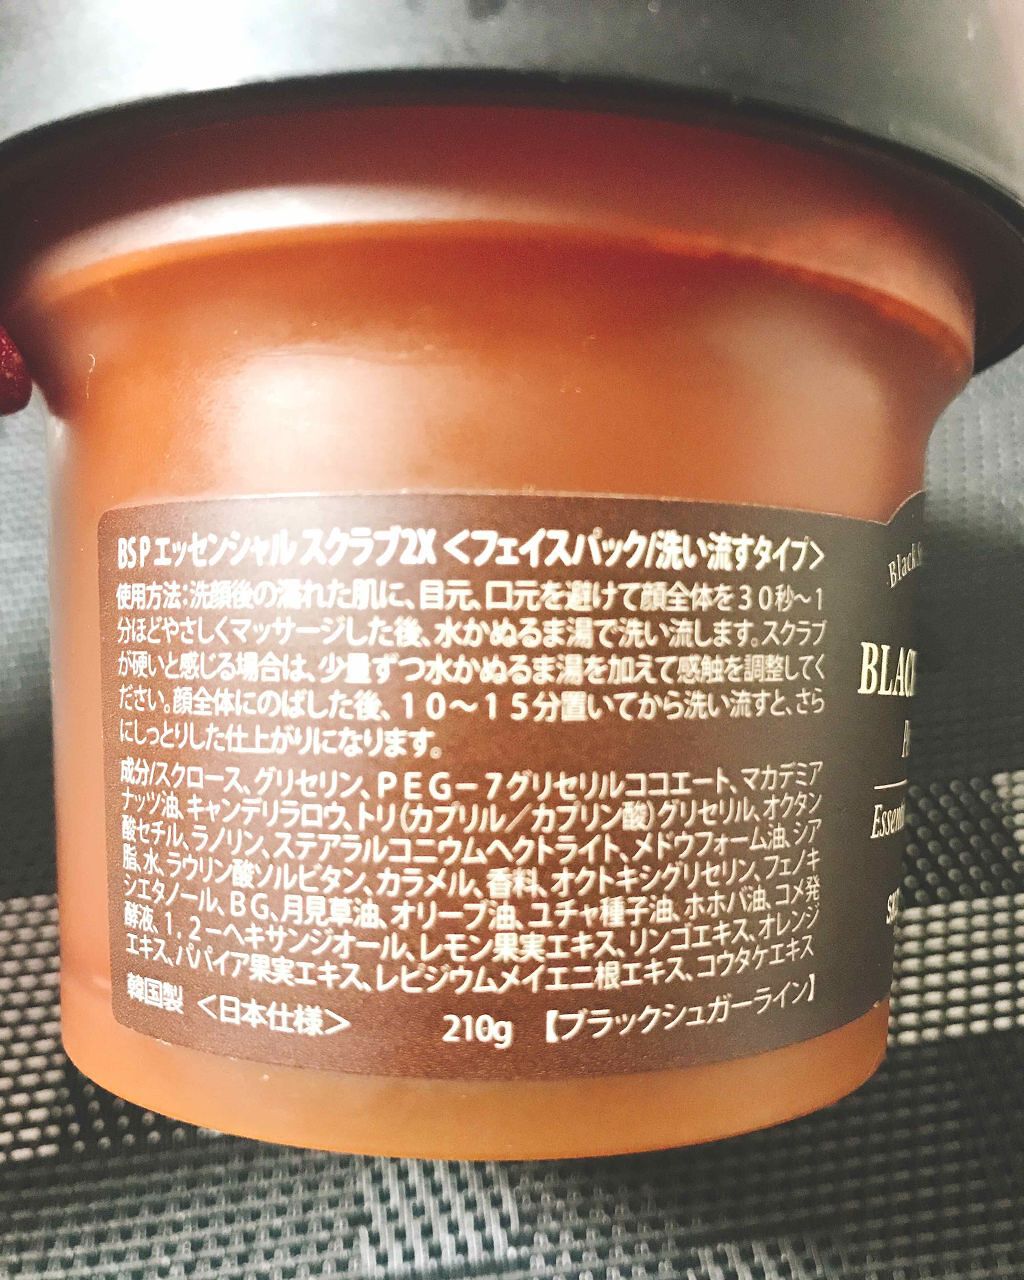 BSPエッセンシャル スクラブ2X <フェイスパック/洗い流すタイプ>
使用方法:洗顔後の濡れた肌に、目元、口元を避けて顔全体を30秒〜1
分ほどやさしくマッサージした後、水かぬるま湯で洗い流します。スクラブ
が硬いと感じる場合は、少量ずつ水かぬるま湯を加えて感触を調整してく
ださい。顔全体にのばした後、10〜15分置いてから洗い流すと、さら
にしっとりした仕上がりになります。
成分/スクロース、グリセリン、PEG-7グリセリルココエート、マカデミア
ナッツ油、キャンデリラロウ、トリ(カプリル/カプリン酸)グリセリル、オクタン
酸セチル、ラノリン、ステアラルコニウムヘクトライト、メドウフォーム油、シア
脂、水、ラウリン酸ソルビタン、カラメル、香料、オクトキシグリセリン、フェノキ
シエタノール、BG、月見草油、オリーブ油、ユチャ種子油、ホホバ油、コメ発
酵液、1,2-ヘキサンジオール、レモン果実エキス、リンゴエキス、オレンジ
エキス、パパイア果実エキス、レピジウムメイエニ根エキス、コウタケエキス
韓国製 <日本仕様> 210g 【ブラックシュガーライン】
Black
BLAC
Essen